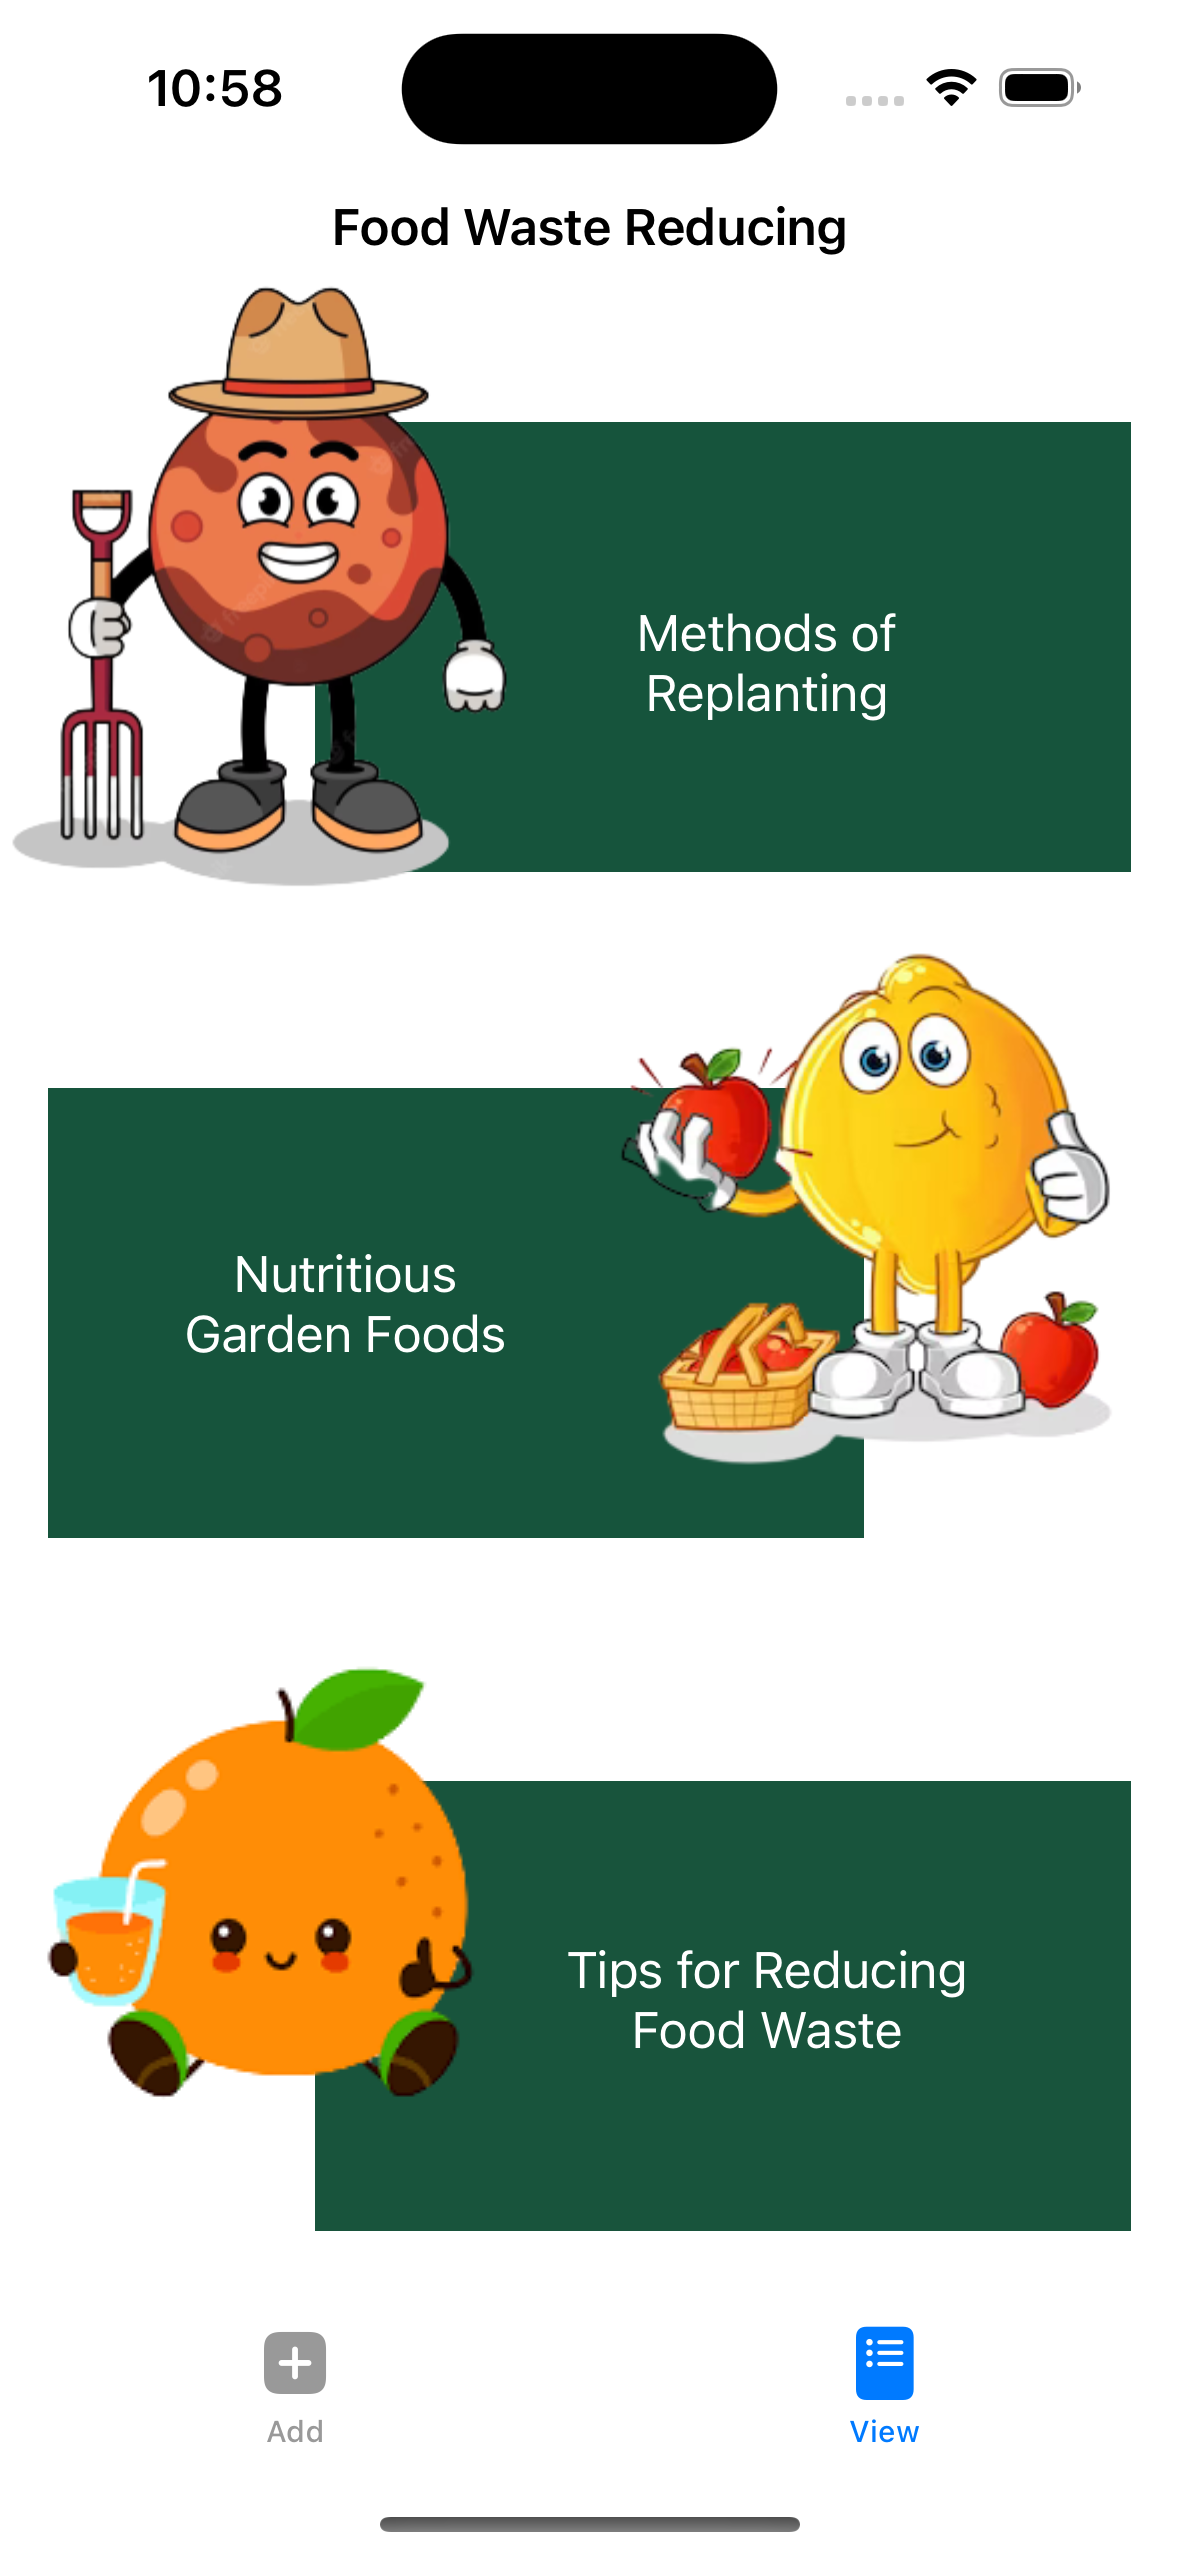 10:58
Food Waste Reducing
Methods of
Replanting
Nutritious
Garden Foods
Tips for Reducing
Food Waste
Add
View